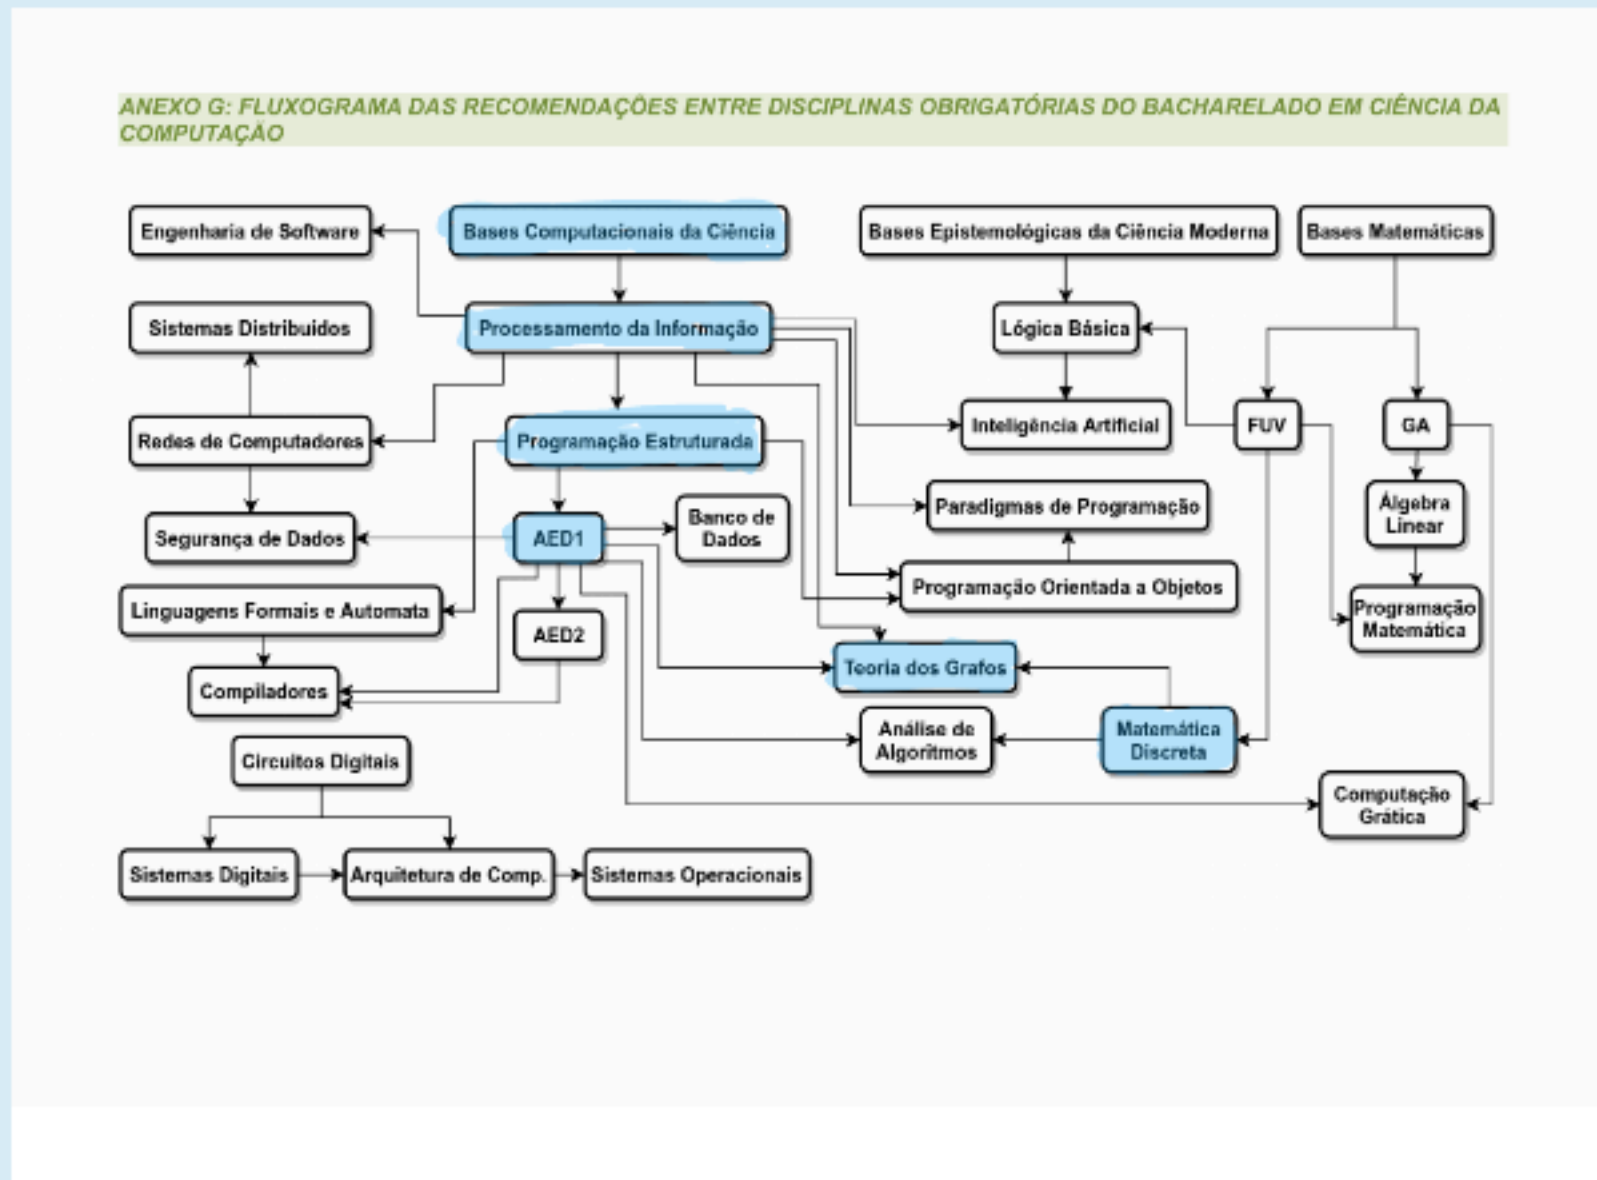 ANEXO G: FLUXOGRAMA DAS RECOMENDAÇÕES ENTRE DISCIPLINAS OBRIGATÓRIAS DO BACHARELADO EM CIÊNCIA DA
COMPUTAÇÃO
Engenharia de Software
Bases Computacionais da Ciência
Bases Epistemológicas da Ciência Moderna
Bases Matemáticas
Sistemas Distribuidos
Processamento da Informação
Lógica Básica
Redes de Computadores
Programação Estruturada
Inteligência Artificial
FUV
GA
Segurança de Dados
AED1
Banco de
Dados
Paradigmas de Programação
Álgebra
Linear
Linguagens Formais e Automata
AED2
Programação Orientada a Objetos
Programação
Matemática
Compiladores
Teoria dos Grafos
Circuitos Digitais
Análise de
Algoritmos
Matemática
Discreta
Computação
Grática
Sistemas Digitais
Arquitetura de Comp.
Sistemas Operacionais